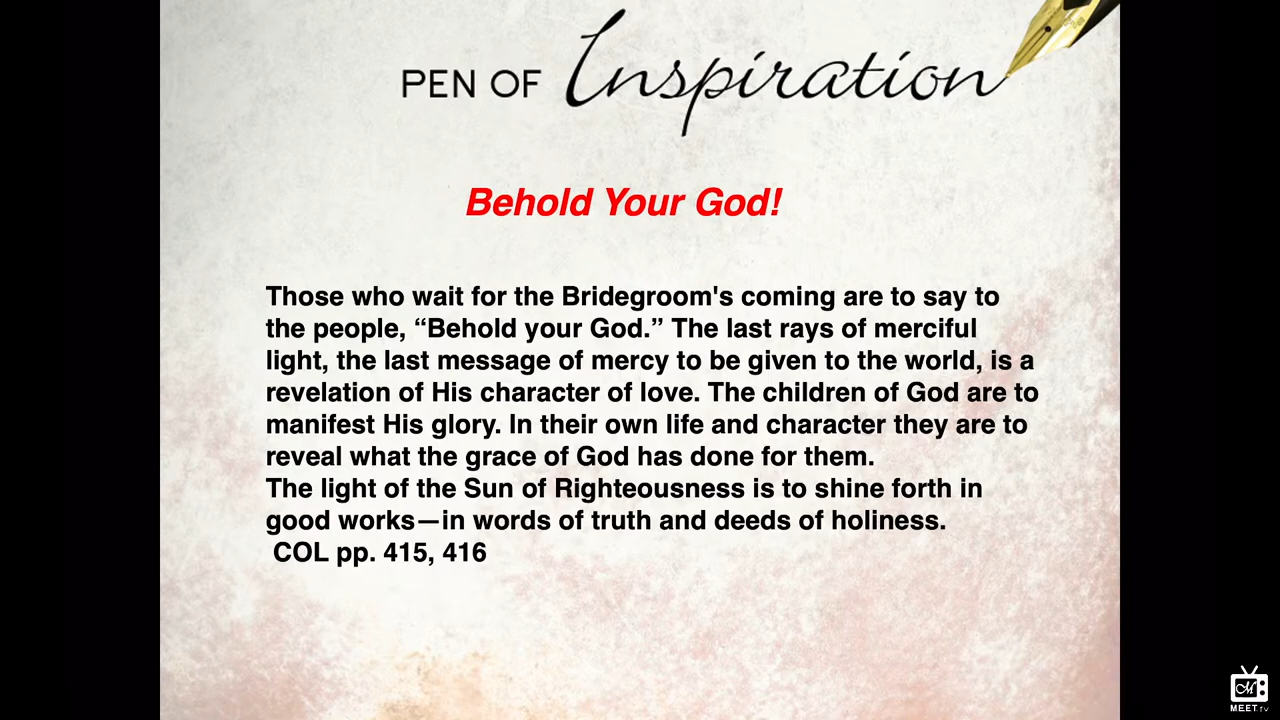 PEN OF Inspiration
Behold Your God!
Those who wait for the Bridegroom's coming are to say to
the people, “Behold your God.” The last rays of merciful
light, the last message of mercy to be given to the world, is a
revelation of His character of love. The children of God are to
manifest His glory. In their own life and character they are to
reveal what the grace of God has done for them.
The light of the Sun of Righteousness is to shine forth in
good works—in words of truth and deeds of holiness.
COL pp. 415, 416
M
MEET.TV